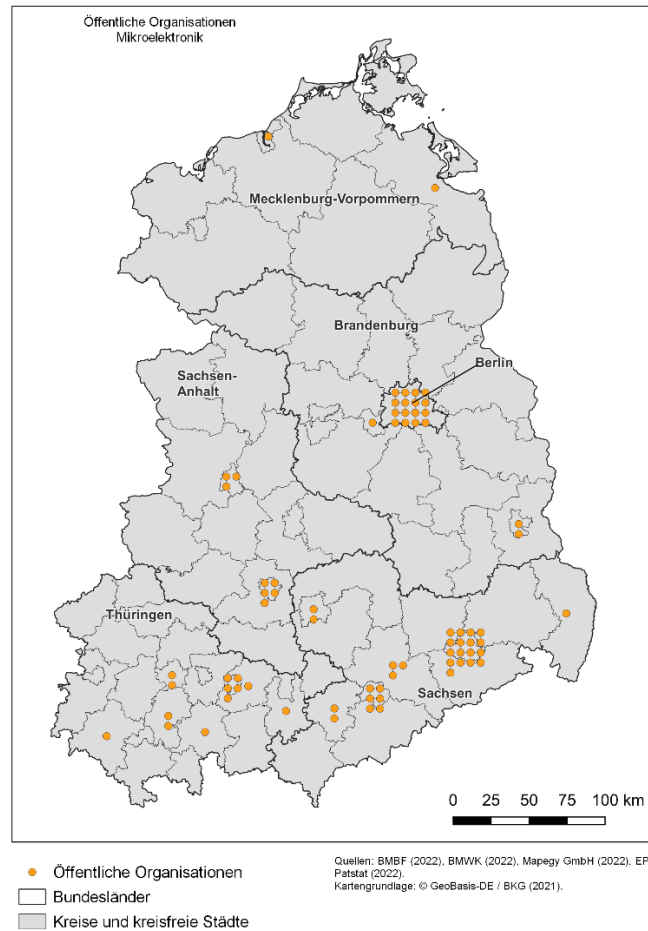 Öffentliche Organisationen
Mikroelektronik
Mecklenburg-Vorpommern
Brandenburg
Berlin
Sachsen-
Anhalt
Thüringen
Sachsen
0 25 50 75 100 km
Öffentliche Organisationen
Bundesländer
Kreise und kreisfreie Städte
Quellen: BMBF (2022), BMWK (2022), Mapegy GmbH (2022), EP
Patstat (2022).
Kartengrundlage: © GeoBasis-DE / BKG (2021).